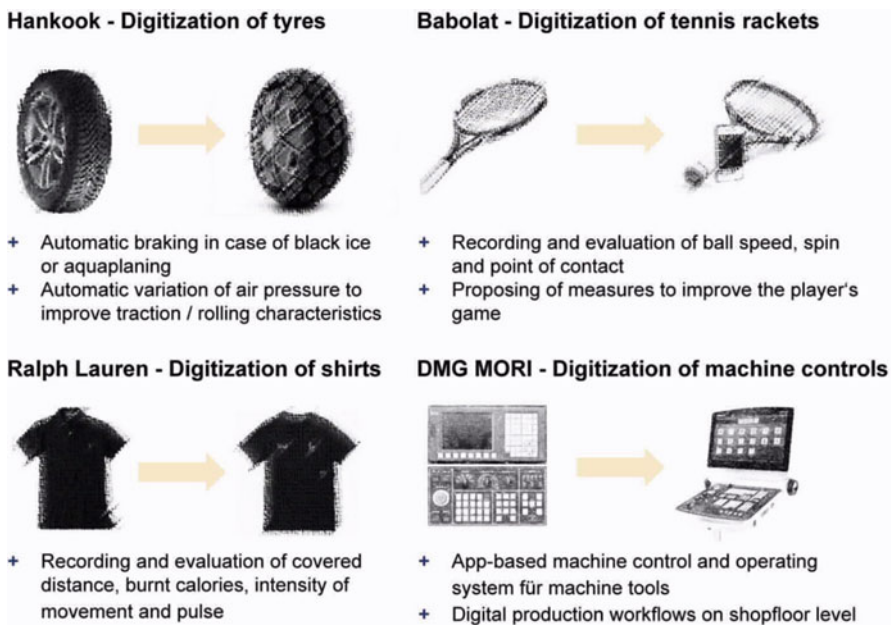 Hankook - Digitization of tyres
+ Automatic braking in case of black ice
or aquaplaning
+ Automatic variation of air pressure to
improve traction / rolling characteristics
Babolat - Digitization of tennis rackets
+ Recording and evaluation of ball speed, spin
and point of contact
+ Proposing of measures to improve the player‘s
game
Ralph Lauren - Digitization of shirts
+ Recording and evaluation of covered
distance, burnt calories, intensity of
movement and pulse
DMG MORI - Digitization of machine controls
+ App-based machine control and operating
system für machine tools
+ Digital production workflows on shopfloor level